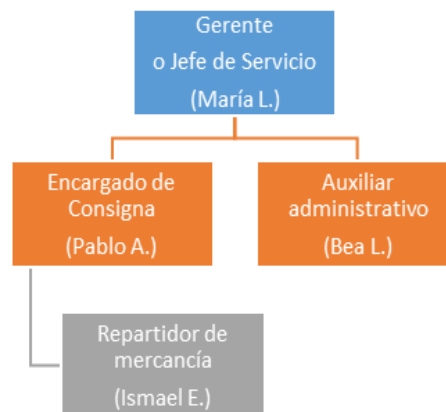 Gerente
o Jefe de Servicio
(María L.)
Encargado de
Consigna
(Pablo A.)
Auxiliar
administrativo
(Bea L.)
Repartidor de
mercancía
(Ismael E.)